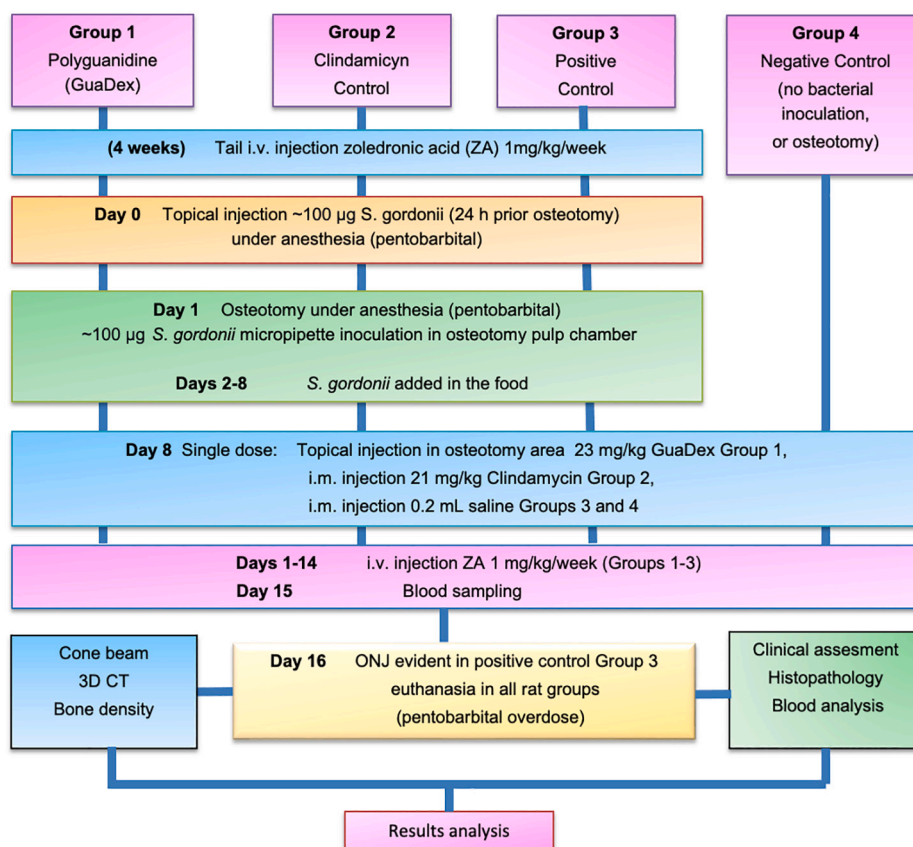 Group 1
Polyguanidine
(GuaDex)
Group 2
Clindamicyn
Control
Group 3
Positive
Control
Group 4
Negative Control
(no bacterial
inoculation,
or osteotomy)
(4 weeks) Tail i.v. injection zoledronic acid (ZA) 1mg/kg/week
Day 0 Topical injection ~100 µg S. gordonii (24 h prior osteotomy)
under anesthesia (pentobarbital)
Day 1 Osteotomy under anesthesia (pentobarbital)
~100 µg S. gordonii micropipette inoculation in osteotomy pulp chamber
Days 2-8 S. gordonii added in the food
Day 8 Single dose: Topical injection in osteotomy area 23 mg/kg GuaDex Group 1,
i.m. injection 21 mg/kg Clindamycin Group 2,
i.m. injection 0.2 mL saline Groups 3 and 4
Days 1-14 i.v. injection ZA 1 mg/kg/week (Groups 1-3)
Day 15 Blood sampling
Cone beam
3D CT
Bone density
Day 16 ONJ evident in positive control Group 3
euthanasia in all rat groups
(pentobarbital overdose)
Clinical assesment
Histopathology
Blood analysis
Results analysis